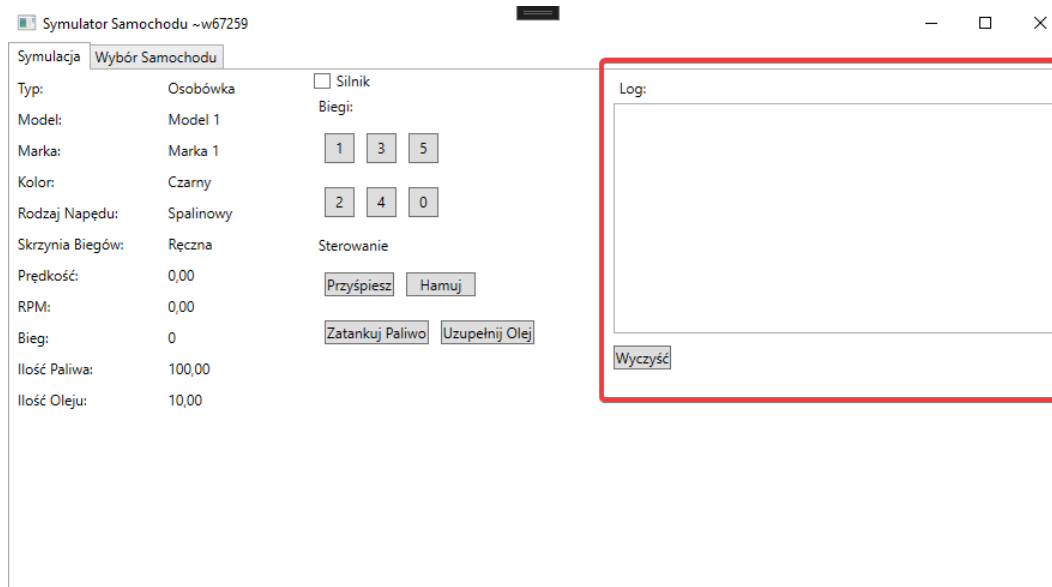 Symulator Samochodu ~w67259
Symulacja Wybór Samochodu
Typ: Osobówka
Model: Model 1
Marka: Marka 1
Kolor: Czarny
Rodzaj Napędu: Spalinowy
Skrzynia Biegów: Ręczna
Prędkość: 0,00
RPM: 0,00
Bieg: 0
Ilość Paliwa: 100,00
Ilość Oleju: 10,00
Silnik
Biegi:
1 3 5
2 4 0
Sterowanie
Przyśpiesz Hamuj
Zatankuj Paliwo Uzupełnij Olej
Log:
Wyczyść